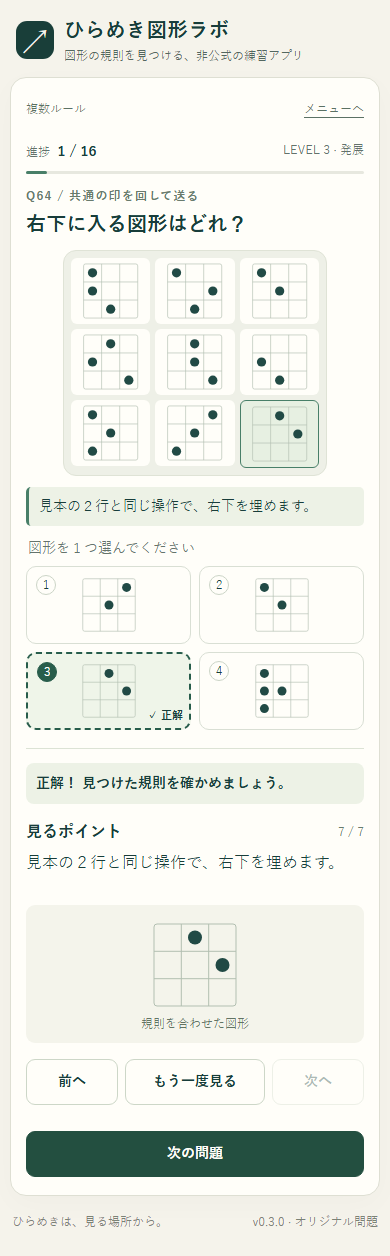 ひらめき図形ラボ
図形の規則を見つける、非公式の練習アプリ
複数ルール
メニューへ
進捗 1 / 16
LEVEL 3 · 発展
Q64 / 共通の印を回して送る
右下に入る図形はどれ？
見本の２行と同じ操作で、右下を埋めます。
図形を１つ選んでください
1
2
3
✓ 正解
4
正解！ 見つけた規則を確かめましょう。
見るポイント
7 / 7
見本の２行と同じ操作で、右下を埋めます。
規則を合わせた図形
前へ
もう一度見る
次へ
次の問題
ひらめきは、見る場所から。
v0.3.0 · オリジナル問題